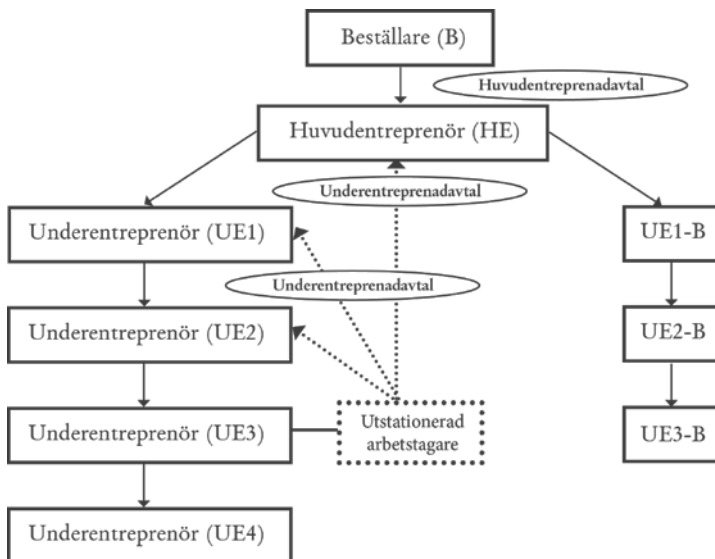 Beställare (B)
Huvudentreprenadavtal
Huvudentreprenör (HE)
Underentreprenadavtal
Underentreprenör (UE1)
UE1-B
Underentreprenadavtal
Underentreprenör (UE2)
UE2-B
Underentreprenör (UE3)
Utstationerad
arbetstagare
UE3-B
Underentreprenör (UE4)